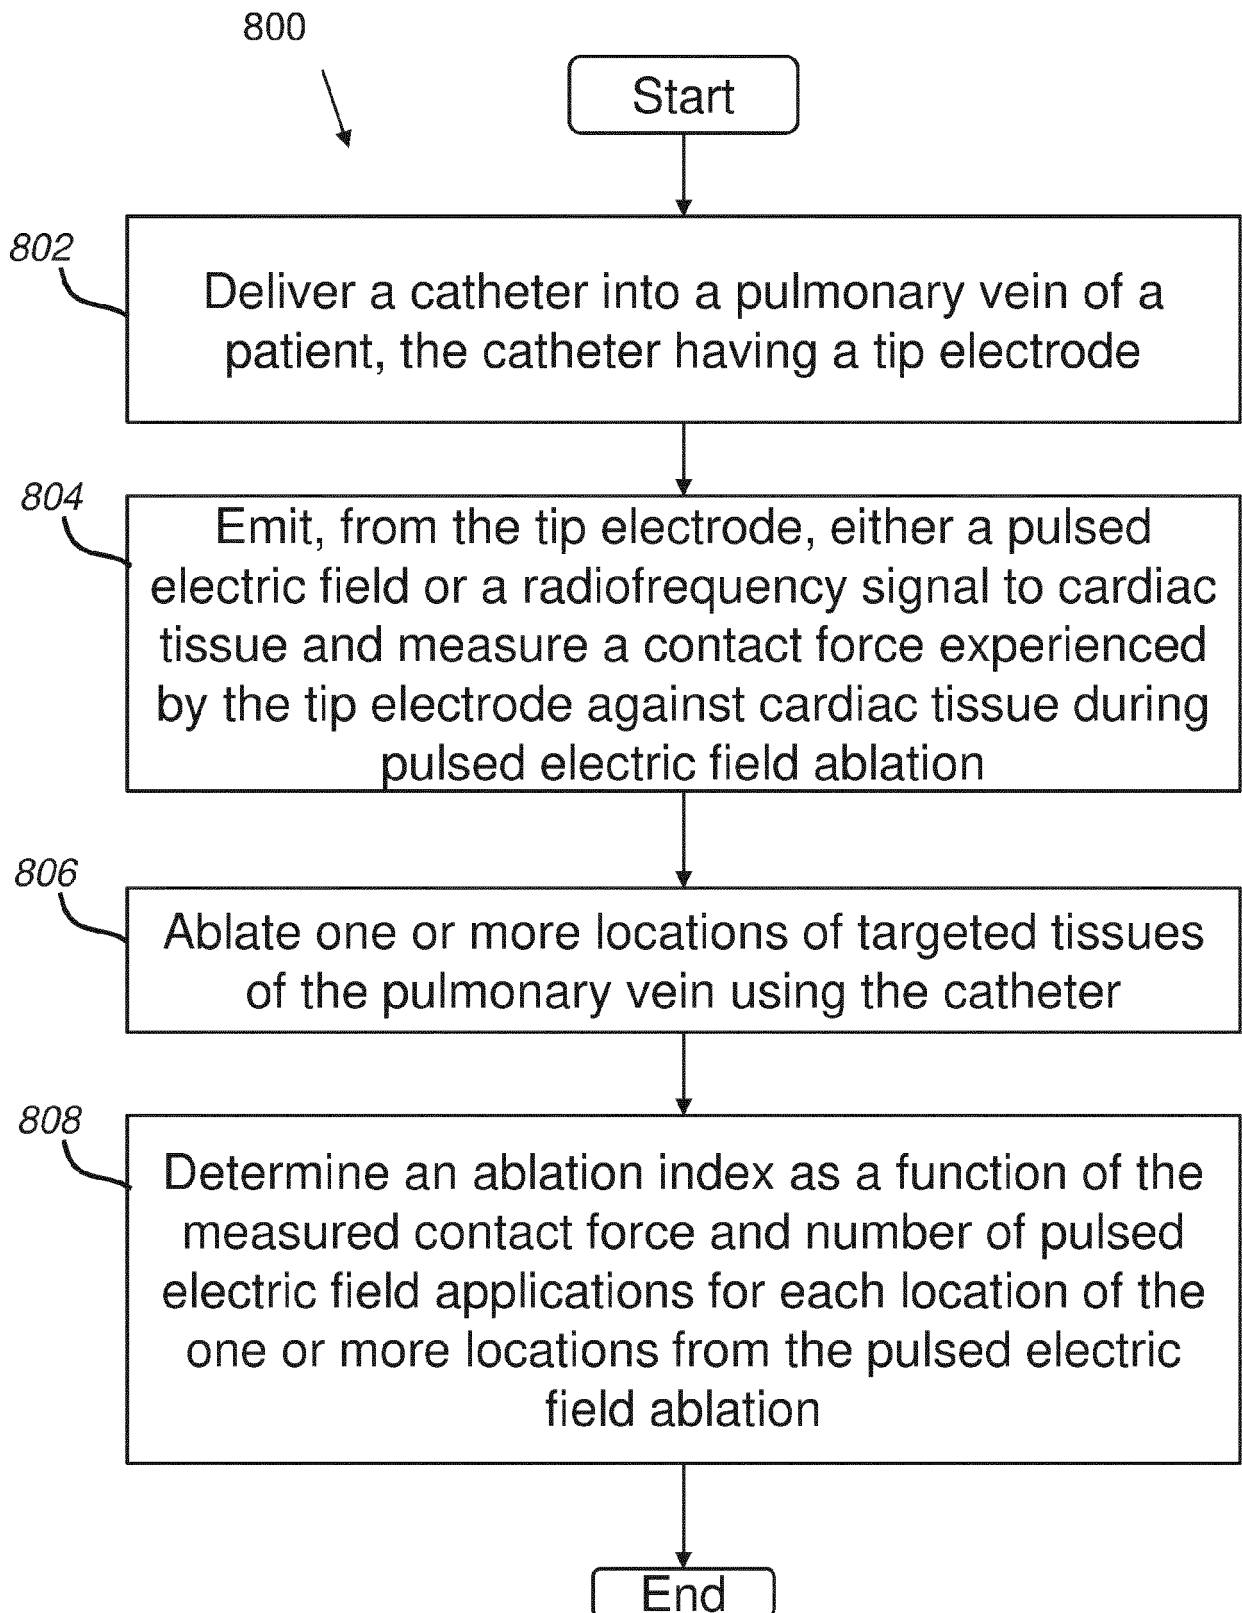 800
Start
802
Deliver a catheter into a pulmonary vein of a
patient, the catheter having a tip electrode
804
Emit, from the tip electrode, either a pulsed
electric field or a radiofrequency signal to cardiac
tissue and measure a contact force experienced
by the tip electrode against cardiac tissue during
pulsed electric field ablation
806
Ablate one or more locations of targeted tissues
of the pulmonary vein using the catheter
808
Determine an ablation index as a function of the
measured contact force and number of pulsed
electric field applications for each location of the
one or more locations from the pulsed electric
field ablation
End